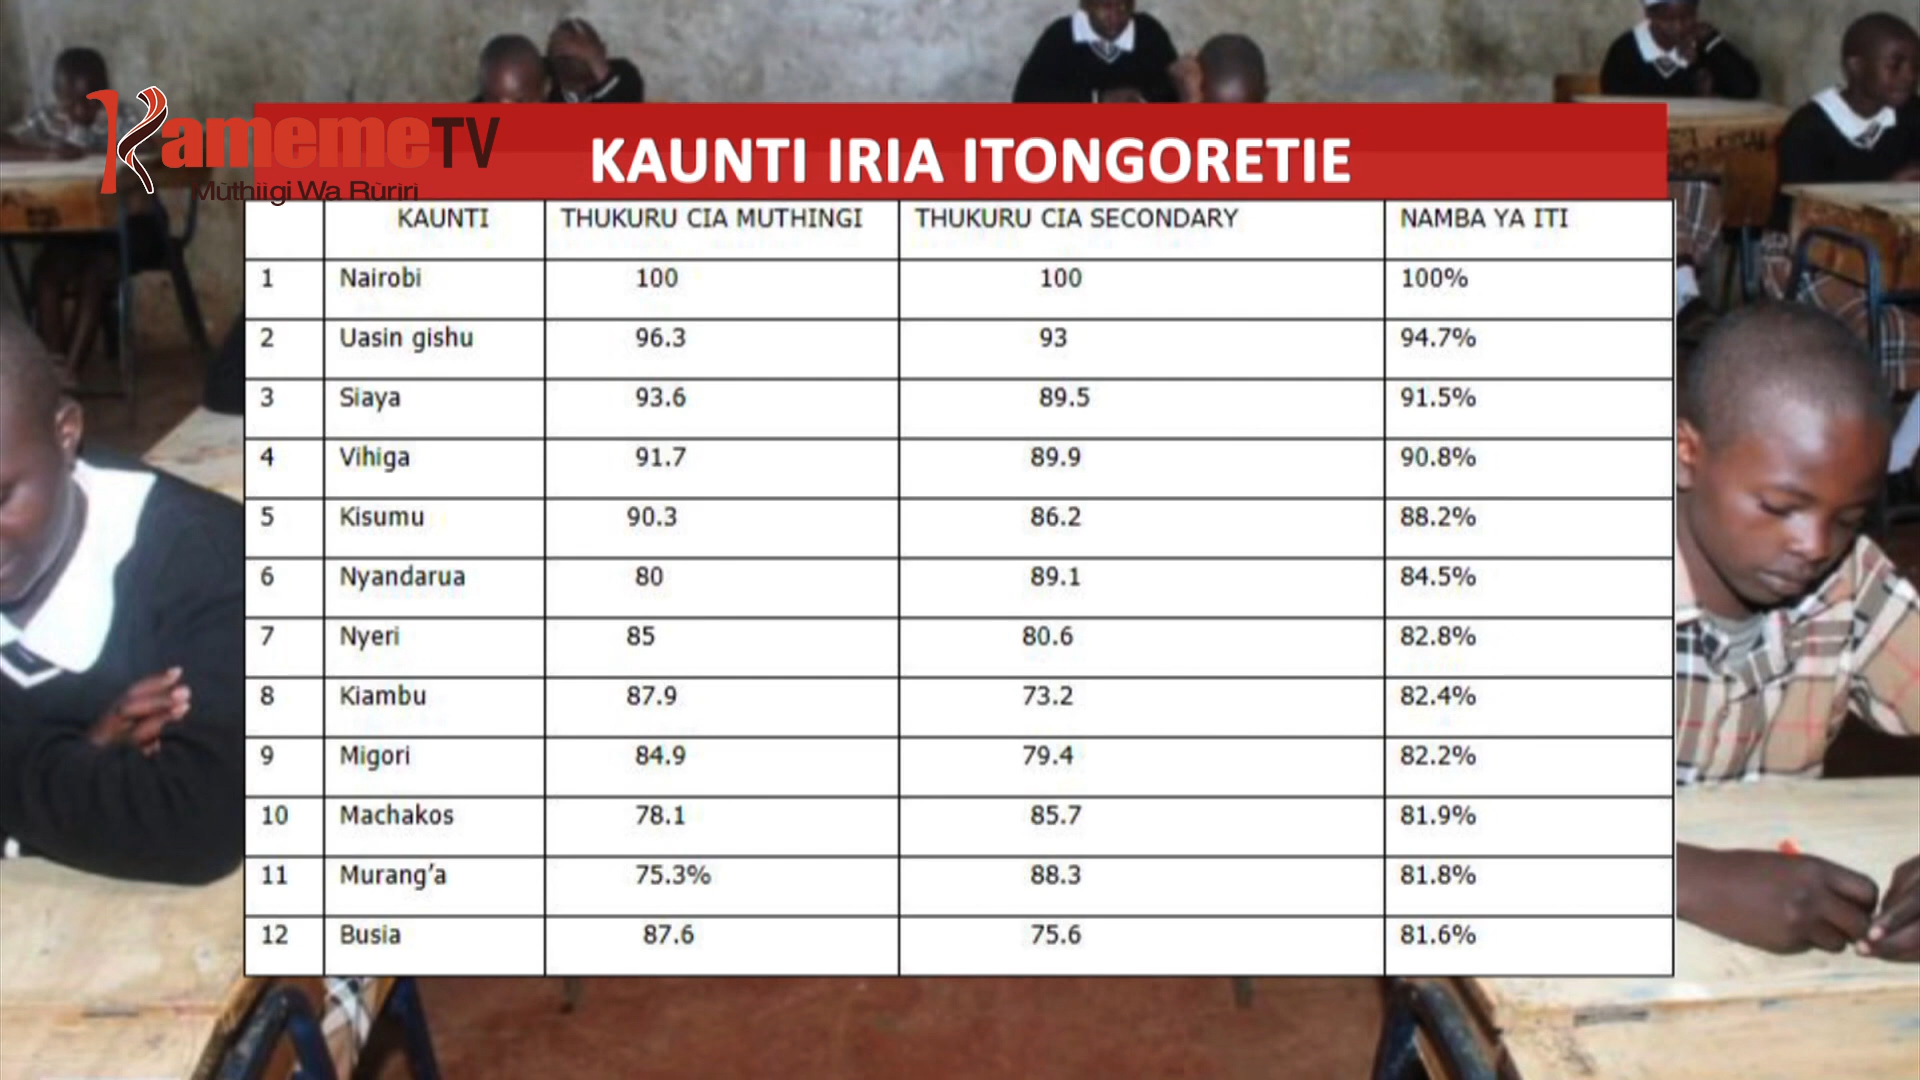 KamemeTV
Mũthiigi Wa Rũrĩrĩ
KAUNTI IRIA ITONGORETIE
KAUNTI THUKURU CIA MUTHINGI THUKURU CIA SECONDARY NAMBA YA ITI
1 Nairobi 100 100 100%
2 Uasin gishu 96.3 93 94.7%
3 Siaya 93.6 89.5 91.5%
4 Vihiga 91.7 89.9 90.8%
5 Kisumu 90.3 86.2 88.2%
6 Nyandarua 80 89.1 84.5%
7 Nyeri 85 80.6 82.8%
8 Kiambu 87.9 73.2 82.4%
9 Migori 84.9 79.4 82.2%
10 Machakos 78.1 85.7 81.9%
11 Murang’a 75.3% 88.3 81.8%
12 Busia 87.6 75.6 81.6%